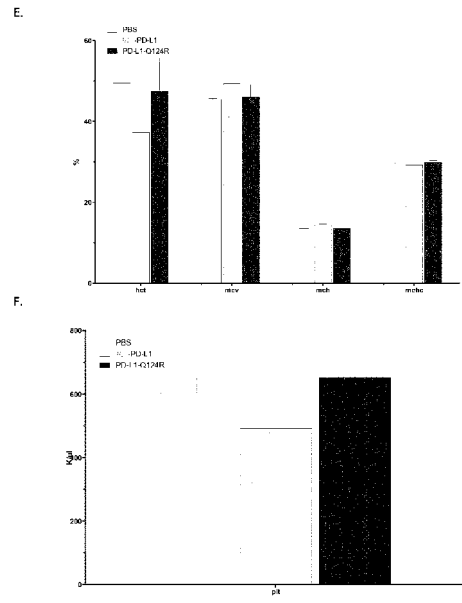 E.
PBS
-PD-L1
PD-L1-Q124R
60
40
%
20
0
hct
mcv
mch
mchc
F.
PBS
-PD-L1
PD-L1-Q124R
800
600
K/ul
400
200
0
plt